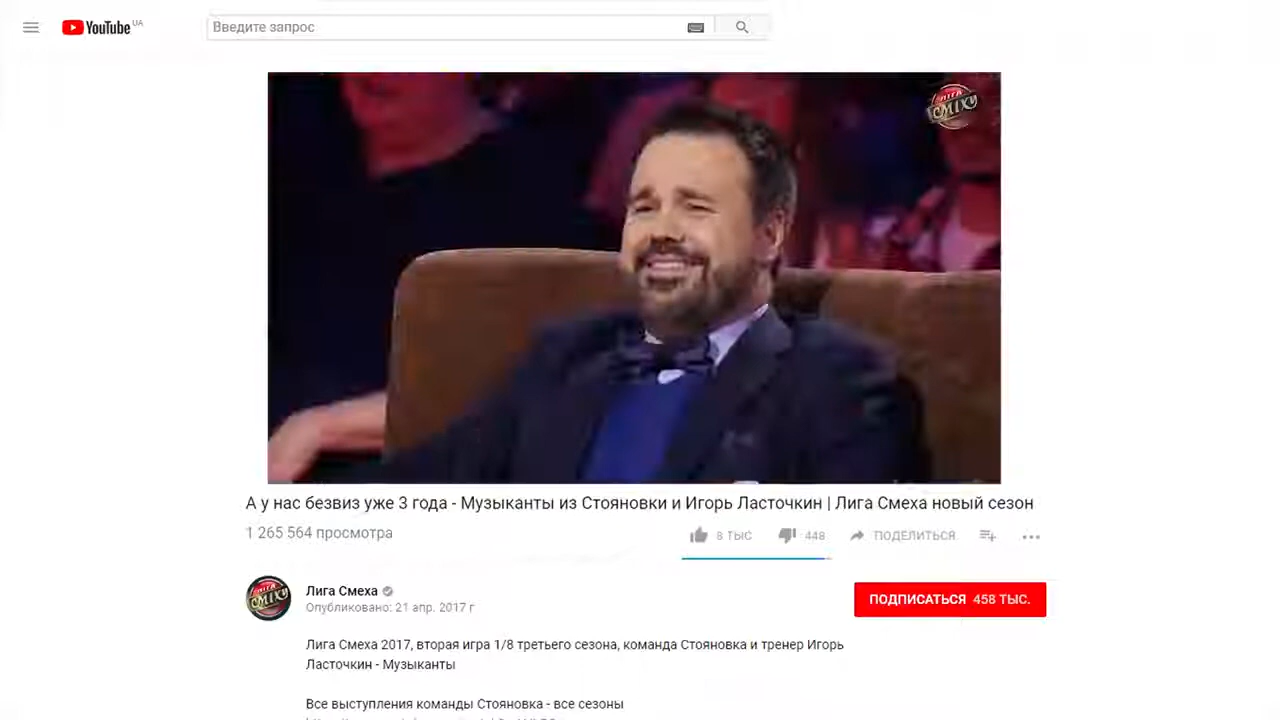 YouTube UA
Введите запрос
ЛІГА
СМІХУ
А у нас безвиз уже 3 года - Музыканты из Стояновки и Игорь Ласточкин | Лига Смеха новый сезон
1 265 564 просмотра
8 ТЫС
448
ПОДЕЛИТЬСЯ
ЛІГА
СМІХУ
Лига Смеха
Опубликовано: 21 апр. 2017 г
ПОДПИСАТЬСЯ 458 ТЫС.
Лига Смеха 2017, вторая игра 1/8 третьего сезона, команда Стояновка и тренер Игорь
Ласточкин - Музыканты
Все выступления команды Стояновка - все сезоны